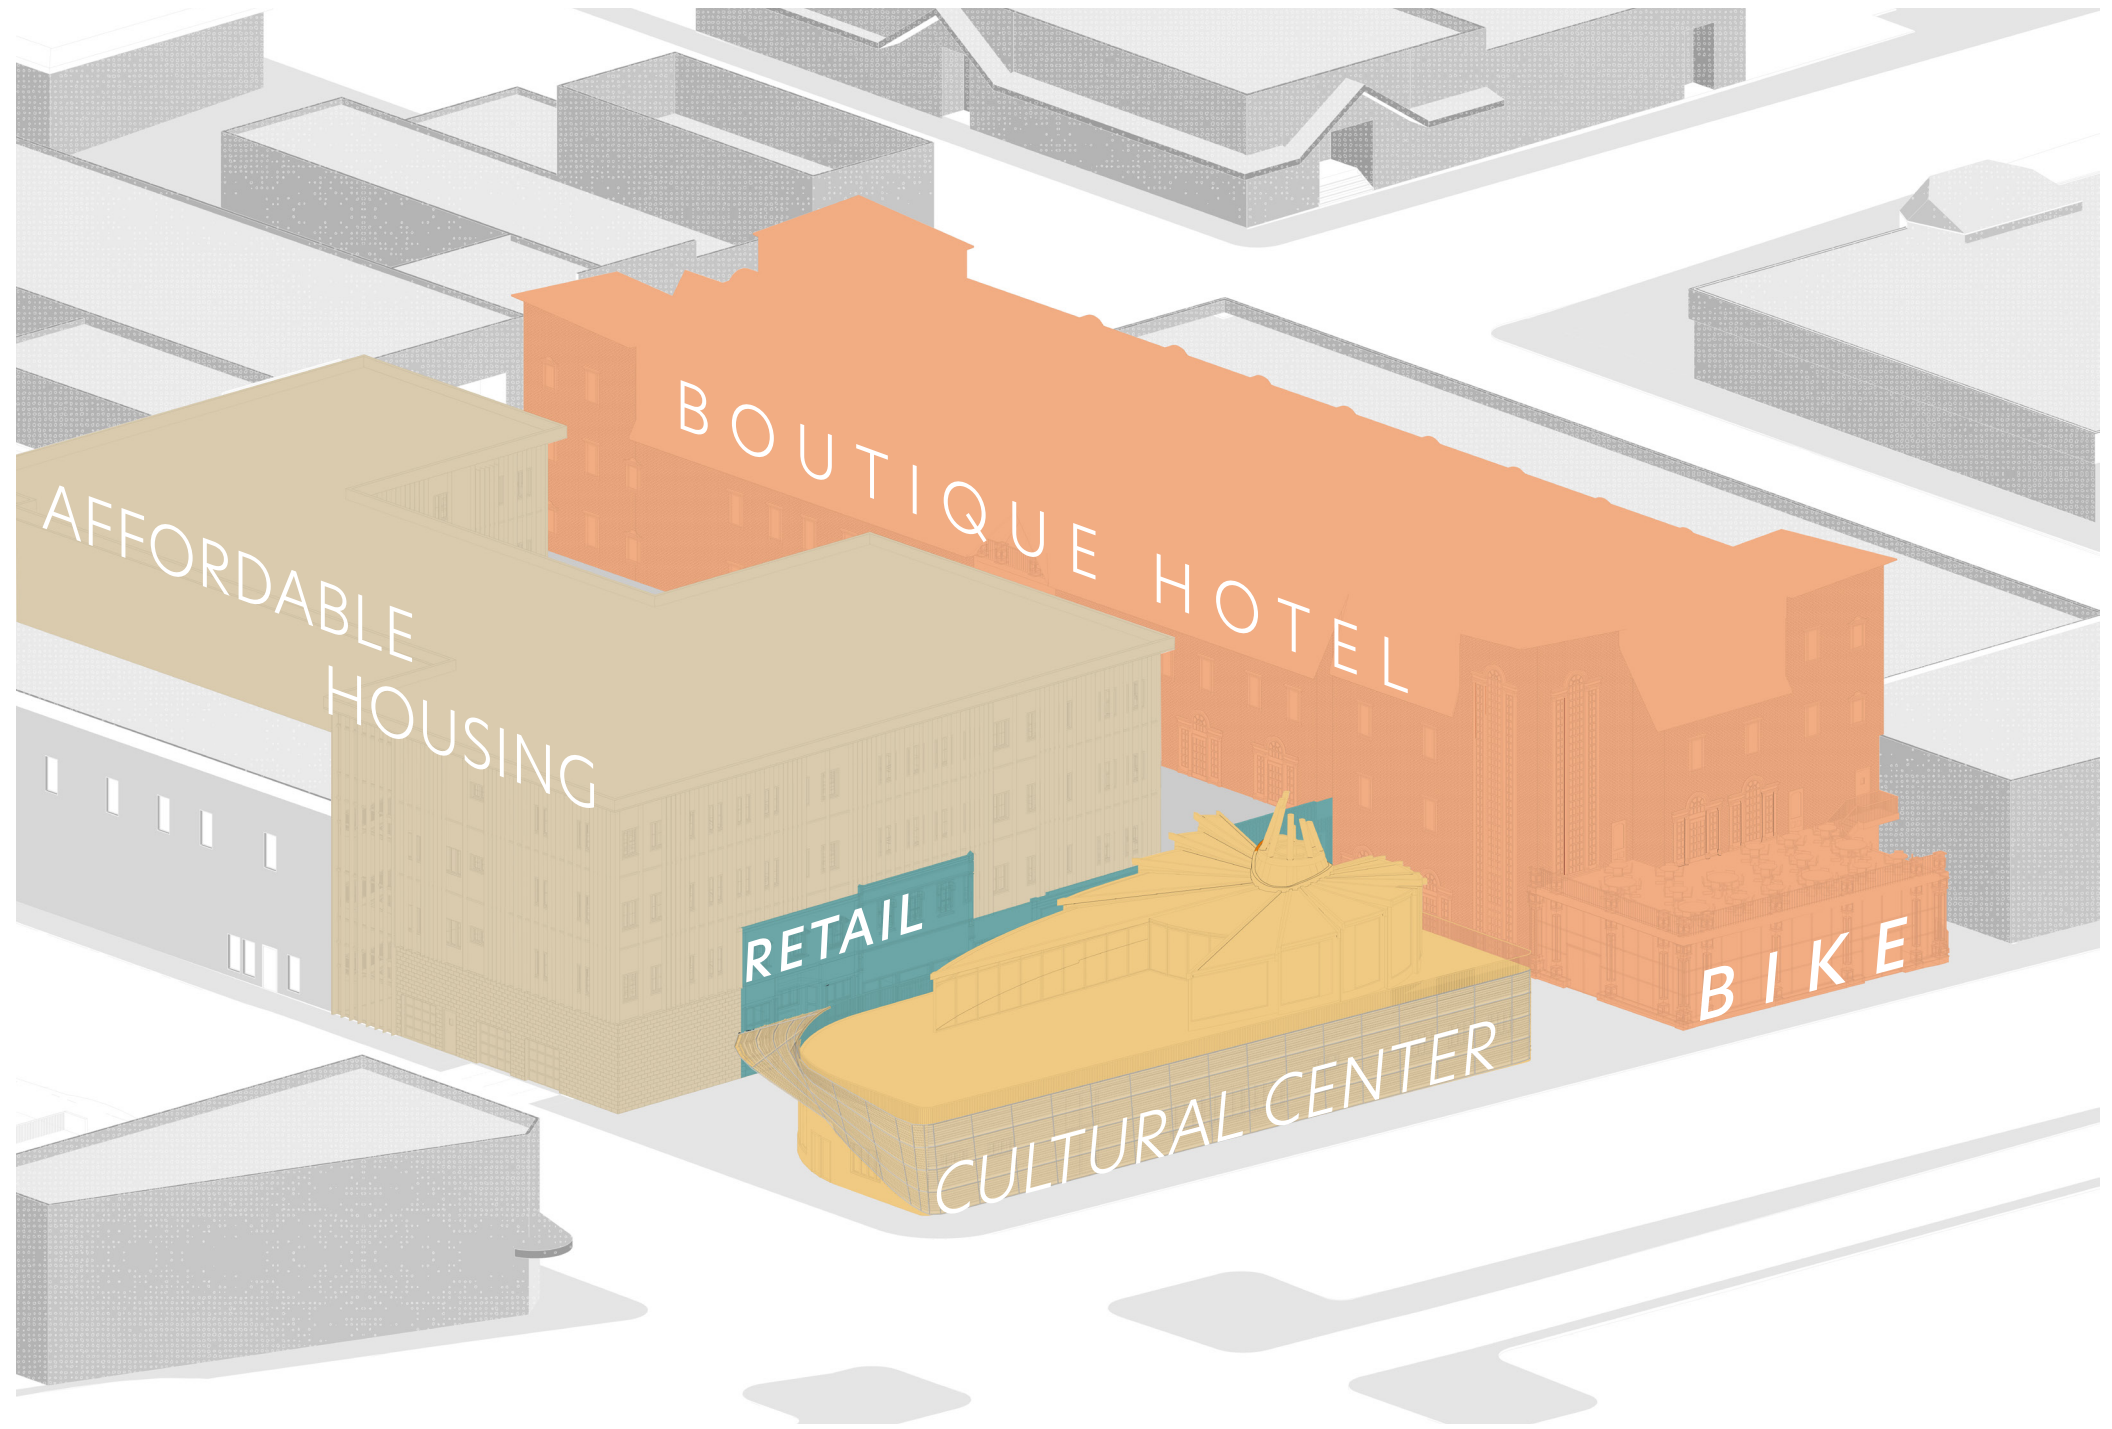 BOUTIQUE HOTEL
AFFORDABLE
HOUSING
RETAIL
BIKE
CULTURAL CENTER